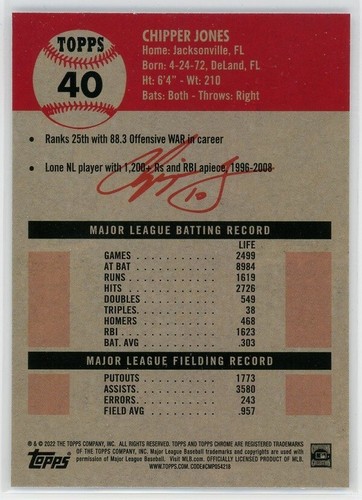 TOPPS
40
CHIPPER JONES
Home: Jacksonville, FL
Born: 4-24-72, DeLand, FL
Ht: 6'4" - Wt: 210
Bats: Both - Throws: Right
• Ranks 25th with 88.3 Offensive WAR in career
• Lone NL player with 1,200+ Rs and RBI apiece, 1996-2008
MAJOR LEAGUE BATTING RECORD
LIFE
GAMES . . . . . . . . . . 2499
AT BAT . . . . . . . . . . 8984
RUNS . . . . . . . . . . 1619
HITS . . . . . . . . . . 2726
DOUBLES . . . . . . . . . . 549
TRIPLES. . . . . . . . . . 38
HOMERS . . . . . . . . . . 468
RBI . . . . . . . . . . 1623
BAT. AVG . . . . . . . . . . .303
MAJOR LEAGUE FIELDING RECORD
PUTOUTS . . . . . . . . . . 1773
ASSISTS. . . . . . . . . . 3580
ERRORS. . . . . . . . . . 243
FIELD AVG . . . . . . . . . . .957
® & © 2022 THE TOPPS COMPANY, INC. ALL RIGHTS RESERVED. TOPPS AND TOPPS CHROME ARE REGISTERED TRADEMARKS
OF THE TOPPS COMPANY, INC. Major League Baseball trademarks and copyrights are used with
permission of Major League Baseball. Visit MLB.com. OFFICIALLY LICENSED PRODUCT OF MLB.
WWW.TOPPS.COM. CODE#CMP054218
Topps